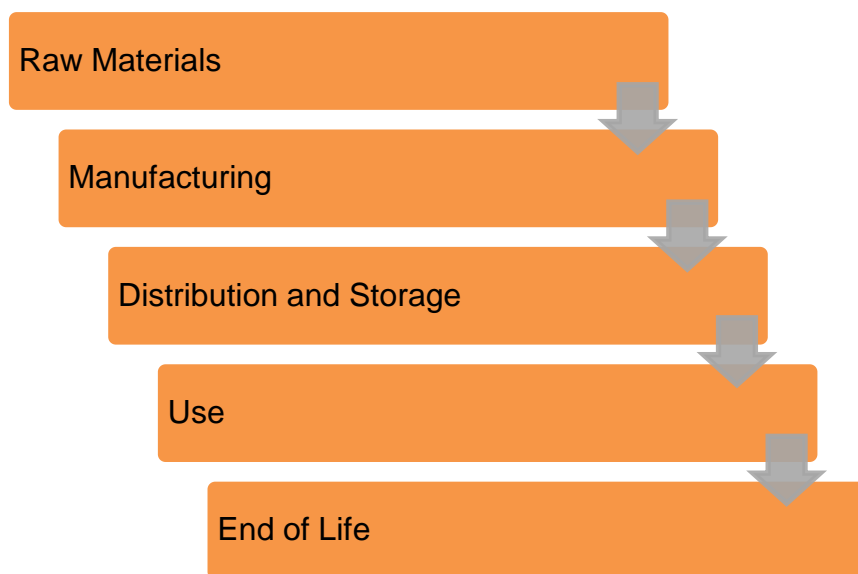 Raw Materials
Manufacturing
Distribution and Storage
Use
End of Life